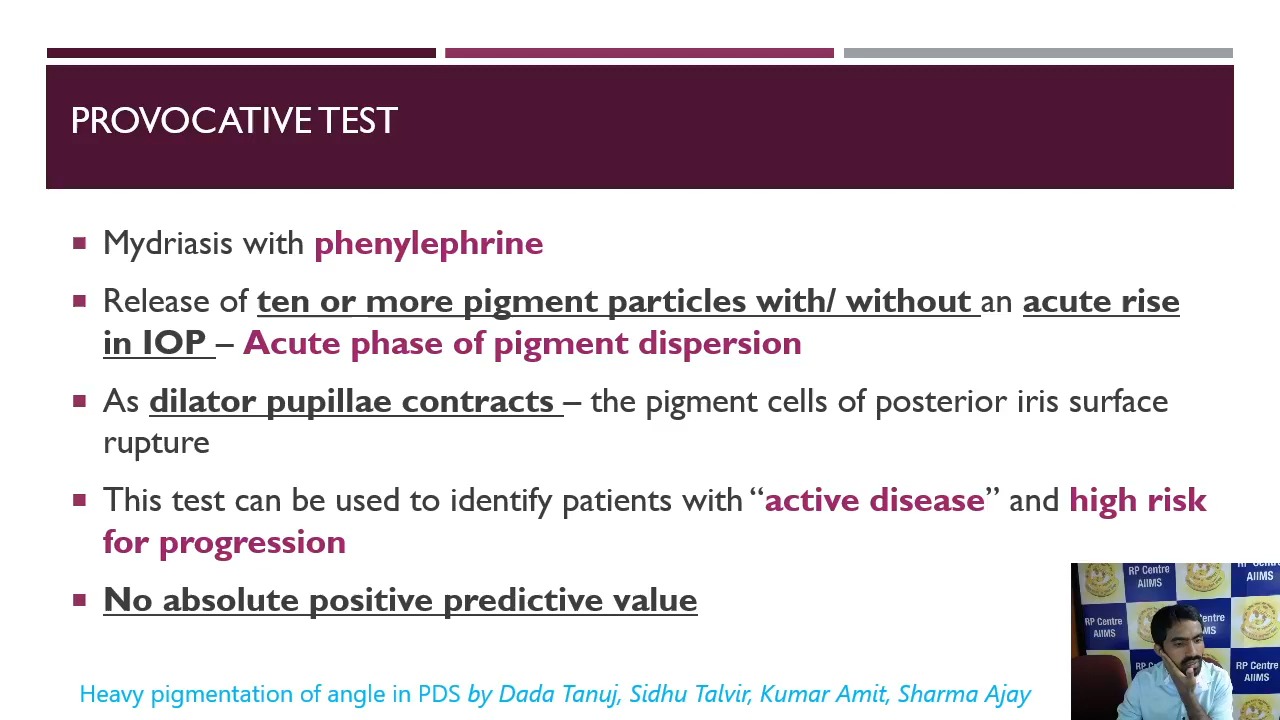 PROVOCATIVE TEST
Mydriasis with phenylephrine
Release of ten or more pigment particles with/ without an acute rise
in IOP – Acute phase of pigment dispersion
As dilator pupillae contracts – the pigment cells of posterior iris surface
rupture
This test can be used to identify patients with “active disease” and high risk
for progression
No absolute positive predictive value
Heavy pigmentation of angle in PDS by Dada Tanuj, Sidhu Talvir, Kumar Amit, Sharma Ajay
RP Centre
AIIMS
AIIMS
RP Centre
AIIMS
RP Centre
AIIMS
RP Centre
AIIMS